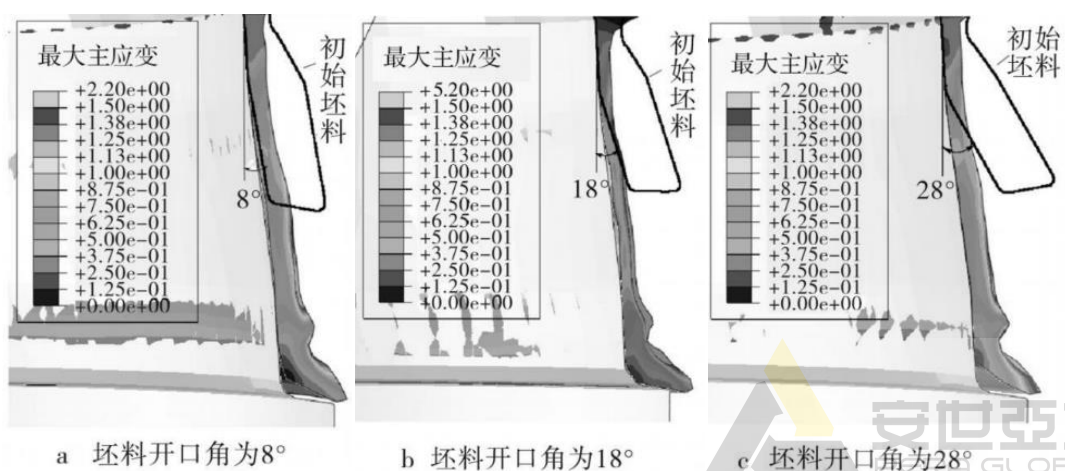 最大主应变
+2.20e+00
+1.50e+00
+1.38e+00
+1.25e+00
+1.13e+00
+1.00e+00
+8.75e-01
+7.50e-01
+6.25e-01
+5.00e-01
+3.75e-01
+2.50e-01
+1.25e-01
+0.00e+00
初始坯料
8°
a 坯料开口角为8°
最大主应变
+5.20e+00
+1.50e+00
+1.38e+00
+1.25e+00
+1.13e+00
+1.00e+00
+8.75e-01
+7.50e-01
+6.25e-01
+5.00e-01
+3.75e-01
+2.50e-01
+1.25e-01
+0.00e+00
初始坯料
18°
b 坯料开口角为18°
最大主应变
+2.20e+00
+1.50e+00
+1.38e+00
+1.25e+00
+1.13e+00
+1.00e+00
+8.75e-01
+7.50e-01
+6.25e-01
+5.00e-01
+3.75e-01
+2.50e-01
+1.25e-01
+0.00e+00
初始
坯料
28°
c 坯料开口角为28°
安世亞